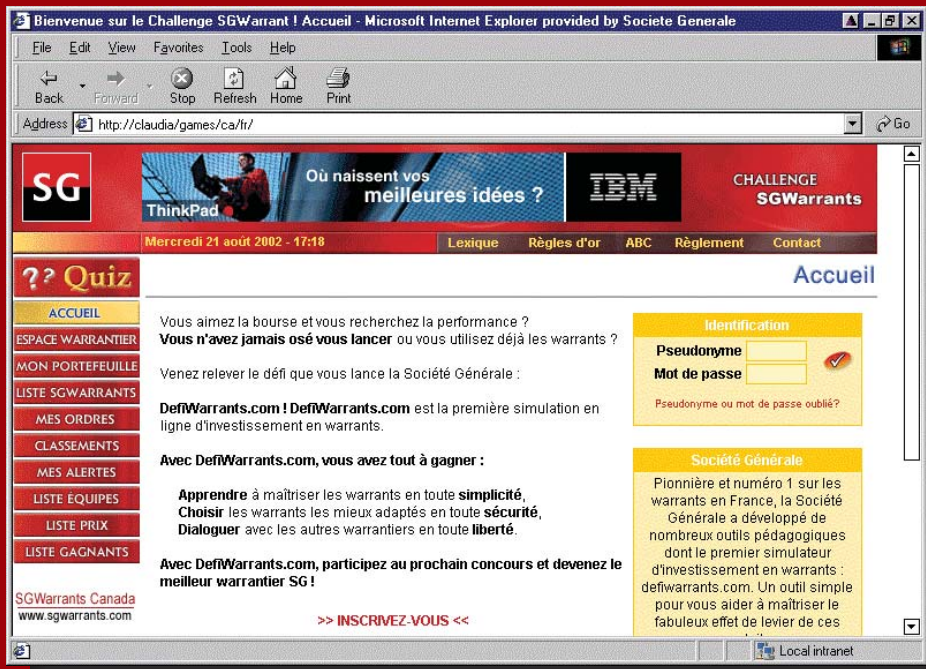 Bienvenue sur le Challenge SGWarrant ! Accueil - Microsoft Internet Explorer provided by Societe Generale
File Edit View Favorites Tools Help
Back Forward Stop Refresh Home Print
Address http://claudia/games/ca/fr/ Go
SG
ThinkPad
Où naissent vos
meilleures idées ?
IBM
CHALLENGE
SGWarrants
Mercredi 21 août 2002 - 17:18
Lexique Règles d'or ABC Règlement Contact
?? Quiz
Accueil
ACCUEIL
ESPACE WARRANTIER
MON PORTEFEUILLE
LISTE SGWARRANTS
MES ORDRES
CLASSEMENTS
MES ALERTES
LISTE ÉQUIPES
LISTE PRIX
LISTE GAGNANTS
SGWarrants Canada
www.sgwarrants.com
Vous aimez la bourse et vous recherchez la performance ?
Vous n'avez jamais osé vous lancer ou vous utilisez déjà les warrants ?
Venez relever le défi que vous lance la Société Générale :
DefiWarrants.com ! DefiWarrants.com est la première simulation en
ligne d'investissement en warrants.
Avec DefiWarrants.com, vous avez tout à gagner :
Apprendre à maîtriser les warrants en toute simplicité,
Choisir les warrants les mieux adaptés en toute sécurité,
Dialoguer avec les autres warrantiers en toute liberté.
Avec DefiWarrants.com, participez au prochain concours et devenez le
meilleur warrantier SG !
>> INSCRIVEZ-VOUS <<
Identification
Pseudonyme
Mot de passe
Pseudonyme ou mot de passe oublié?
Société Générale
Pionnière et numéro 1 sur les
warrants en France, la Société
Générale a développé de
nombreux outils pédagogiques
dont le premier simulateur
d'investissement en warrants :
defiwarrants.com. Un outil simple
pour vous aider à maîtriser le
fabuleux effet de levier de ces
Local intranet